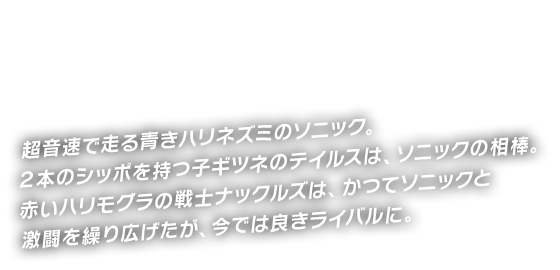 超音速で走る青きハリネズミのソニック。
2本のシッポを持つ子ギツネのテイルスは、ソニックの相棒。
赤いハリモグラの戦士ナックルズは、かつてソニックと
激闘を繰り広げたが、今では良きライバルに。